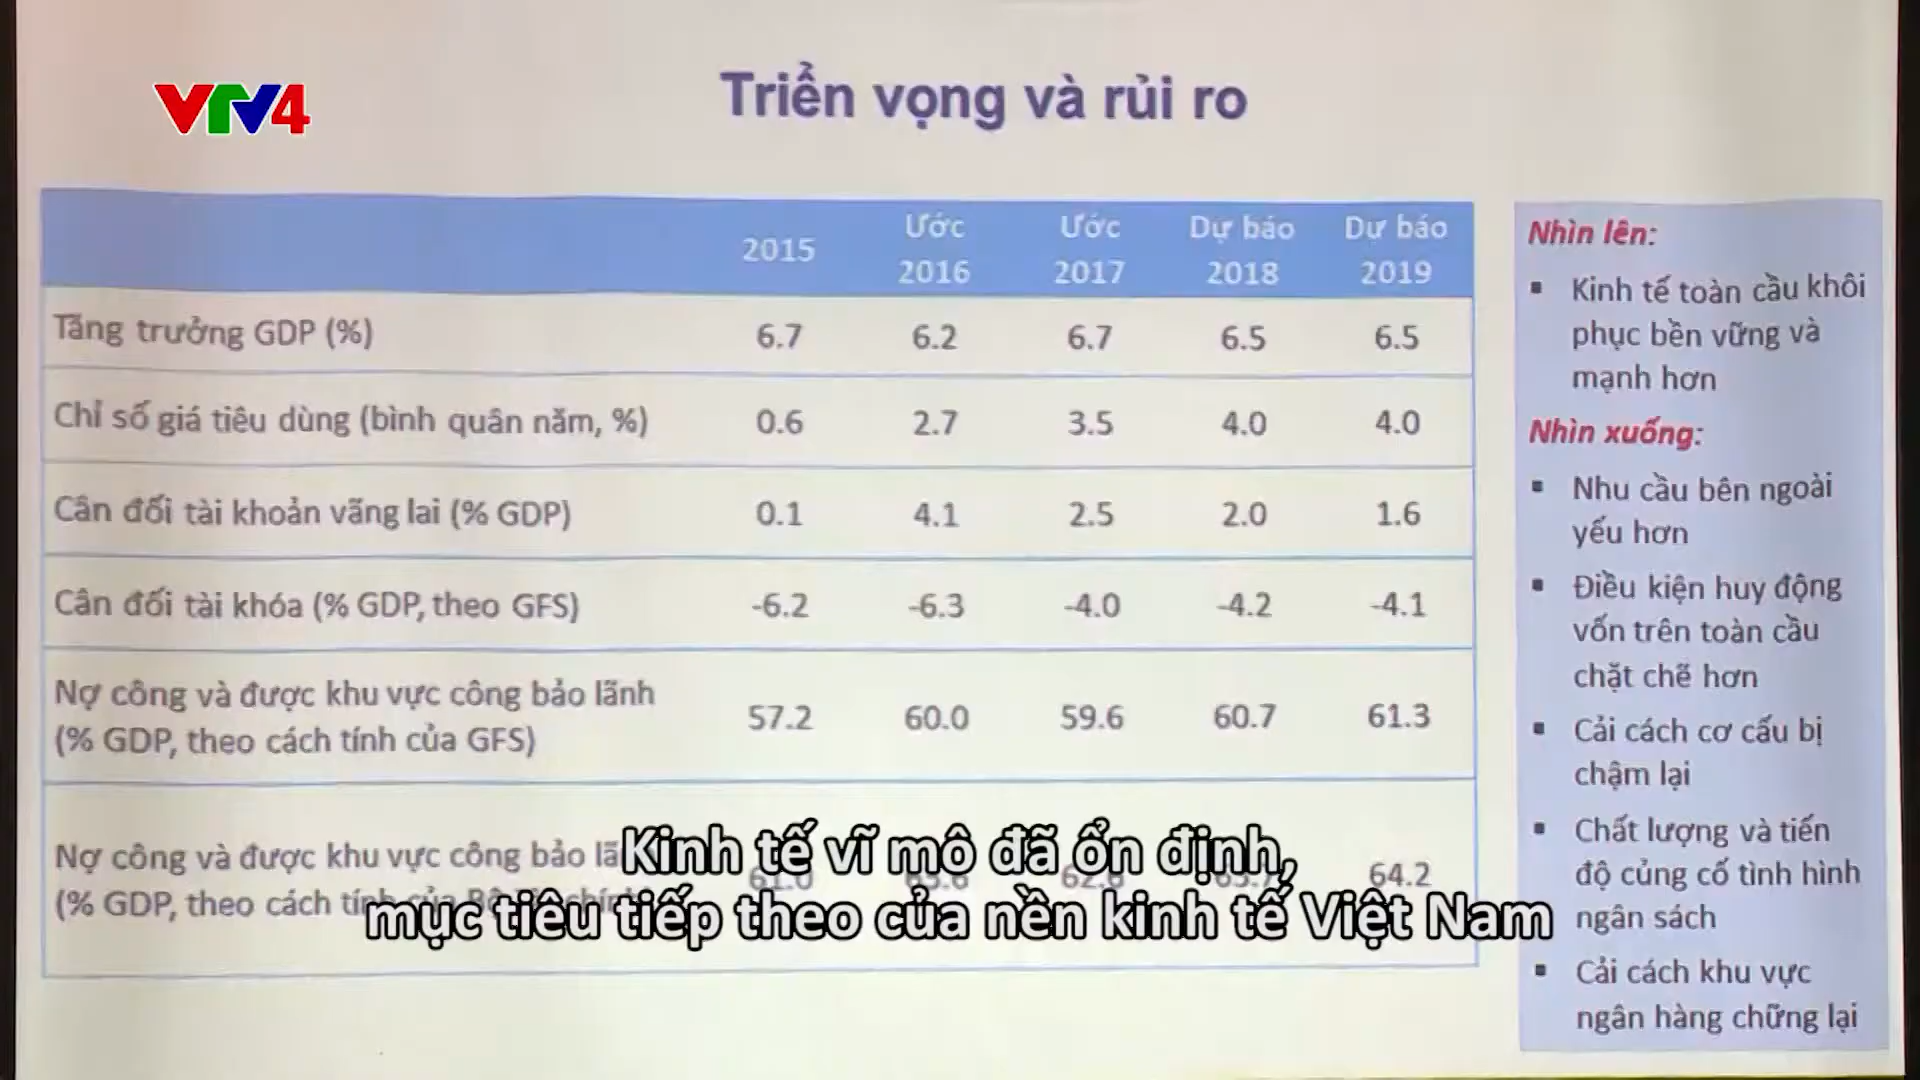 VTV4
Triển vọng và rủi ro
2015
Ước
2016
Ước
2017
Dự báo
2018
Dự báo
2019
Tăng trưởng GDP (%) 6.7 6.2 6.7 6.5 6.5
Chỉ số giá tiêu dùng (bình quân năm, %) 0.6 2.7 3.5 4.0 4.0
Cân đối tài khoản vãng lai (% GDP) 0.1 4.1 2.5 2.0 1.6
Cân đối tài khóa (% GDP, theo GFS) -6.2 -6.3 -4.0 -4.2 -4.1
Nợ công và được khu vực công bảo lãnh
(% GDP, theo cách tính của GFS) 57.2 60.0 59.6 60.7 61.3
Nợ công và được khu vực công bảo
(% GDP, theo cách 64.2
Nhìn lên:
▪ Kinh tế toàn cầu khôi
phục bền vững và
mạnh hơn
Nhìn xuống:
▪ Nhu cầu bên ngoài
yếu hơn
▪ Điều kiện huy động
vốn trên toàn cầu
chặt chẽ hơn
▪ Cải cách cơ cấu bị
chậm lại
▪ Chất lượng và tiến
độ củng cố tình hình
ngân sách
▪ Cải cách khu vực
ngân hàng chững lại
Kinh tế vĩ mô đã ổn định,
mục tiêu tiếp theo của nền kinh tế Việt Nam